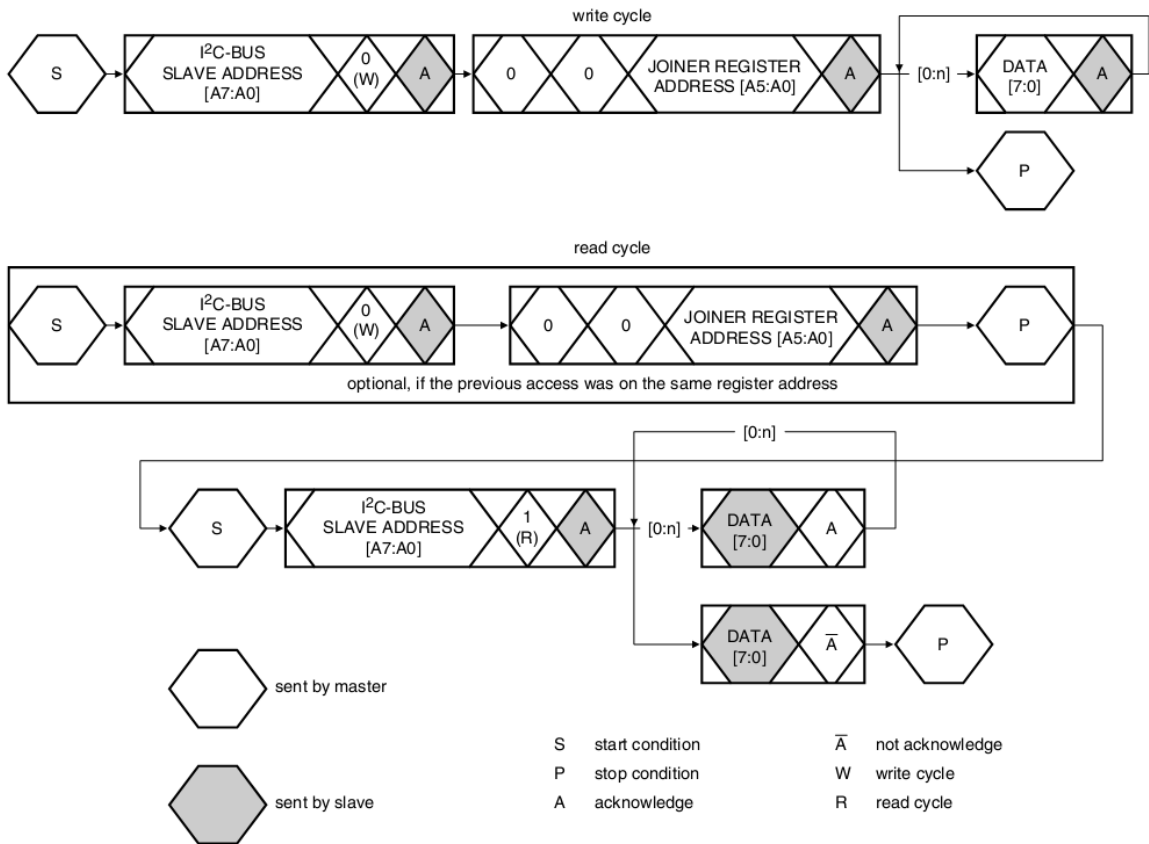 write cycle
S
I²C-BUS
SLAVE ADDRESS
[A7:A0]
0
(W)
A
0
0
JOINER REGISTER
ADDRESS [A5:A0]
A
[0:n]
DATA
[7:0]
A
P
read cycle
S
I²C-BUS
SLAVE ADDRESS
[A7:A0]
0
(W)
A
0
0
JOINER REGISTER
ADDRESS [A5:A0]
A
P
optional, if the previous access was on the same register address
[0:n]
S
I²C-BUS
SLAVE ADDRESS
[A7:A0]
1
(R)
A
[0:n]
DATA
[7:0]
A
DATA
[7:0]
A̅
P
sent by master
sent by slave
S start condition
P stop condition
A acknowledge
A̅ not acknowledge
W write cycle
R read cycle